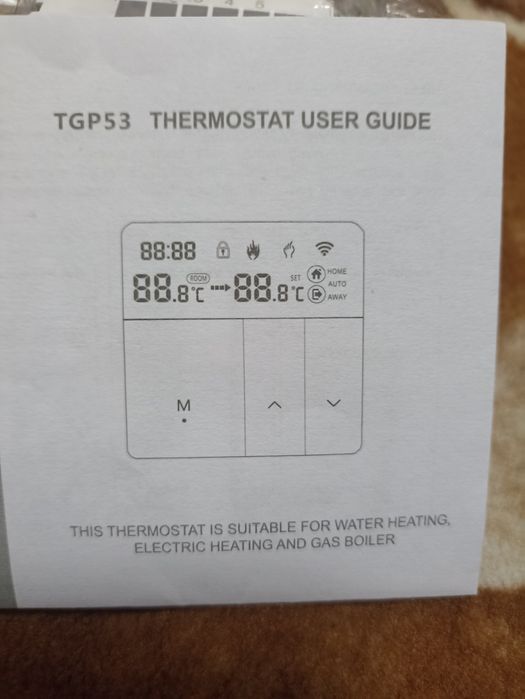 TGP53 THERMOSTAT USER GUIDE
88:88
ROOM
88.8°C
SET
88.8°C
HOME
AUTO
AWAY
M
THIS THERMOSTAT IS SUITABLE FOR WATER HEATING,
ELECTRIC HEATING AND GAS BOILER